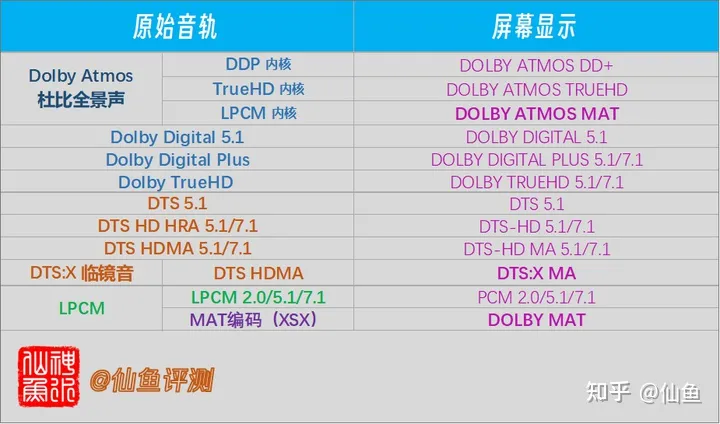 原始音轨 屏幕显示
Dolby Atmos 杜比全景声 DDP 内核 DOLBY ATMOS DD+
TrueHD 内核 DOLBY ATMOS TRUEHD
LPCM 内核 DOLBY ATMOS MAT
Dolby Digital 5.1 DOLBY DIGITAL 5.1
Dolby Digital Plus DOLBY DIGITAL PLUS 5.1/7.1
Dolby TrueHD DOLBY TRUEHD 5.1/7.1
DTS 5.1 DTS 5.1
DTS HD HRA 5.1/7.1 DTS-HD 5.1/7.1
DTS HDMA 5.1/7.1 DTS-HD MA 5.1/7.1
DTS:X 临镜音 DTS HDMA DTS:X MA
LPCM LPCM 2.0/5.1/7.1 PCM 2.0/5.1/7.1
MAT编码（XSX） DOLBY MAT
@仙鱼评测
知乎 @仙鱼